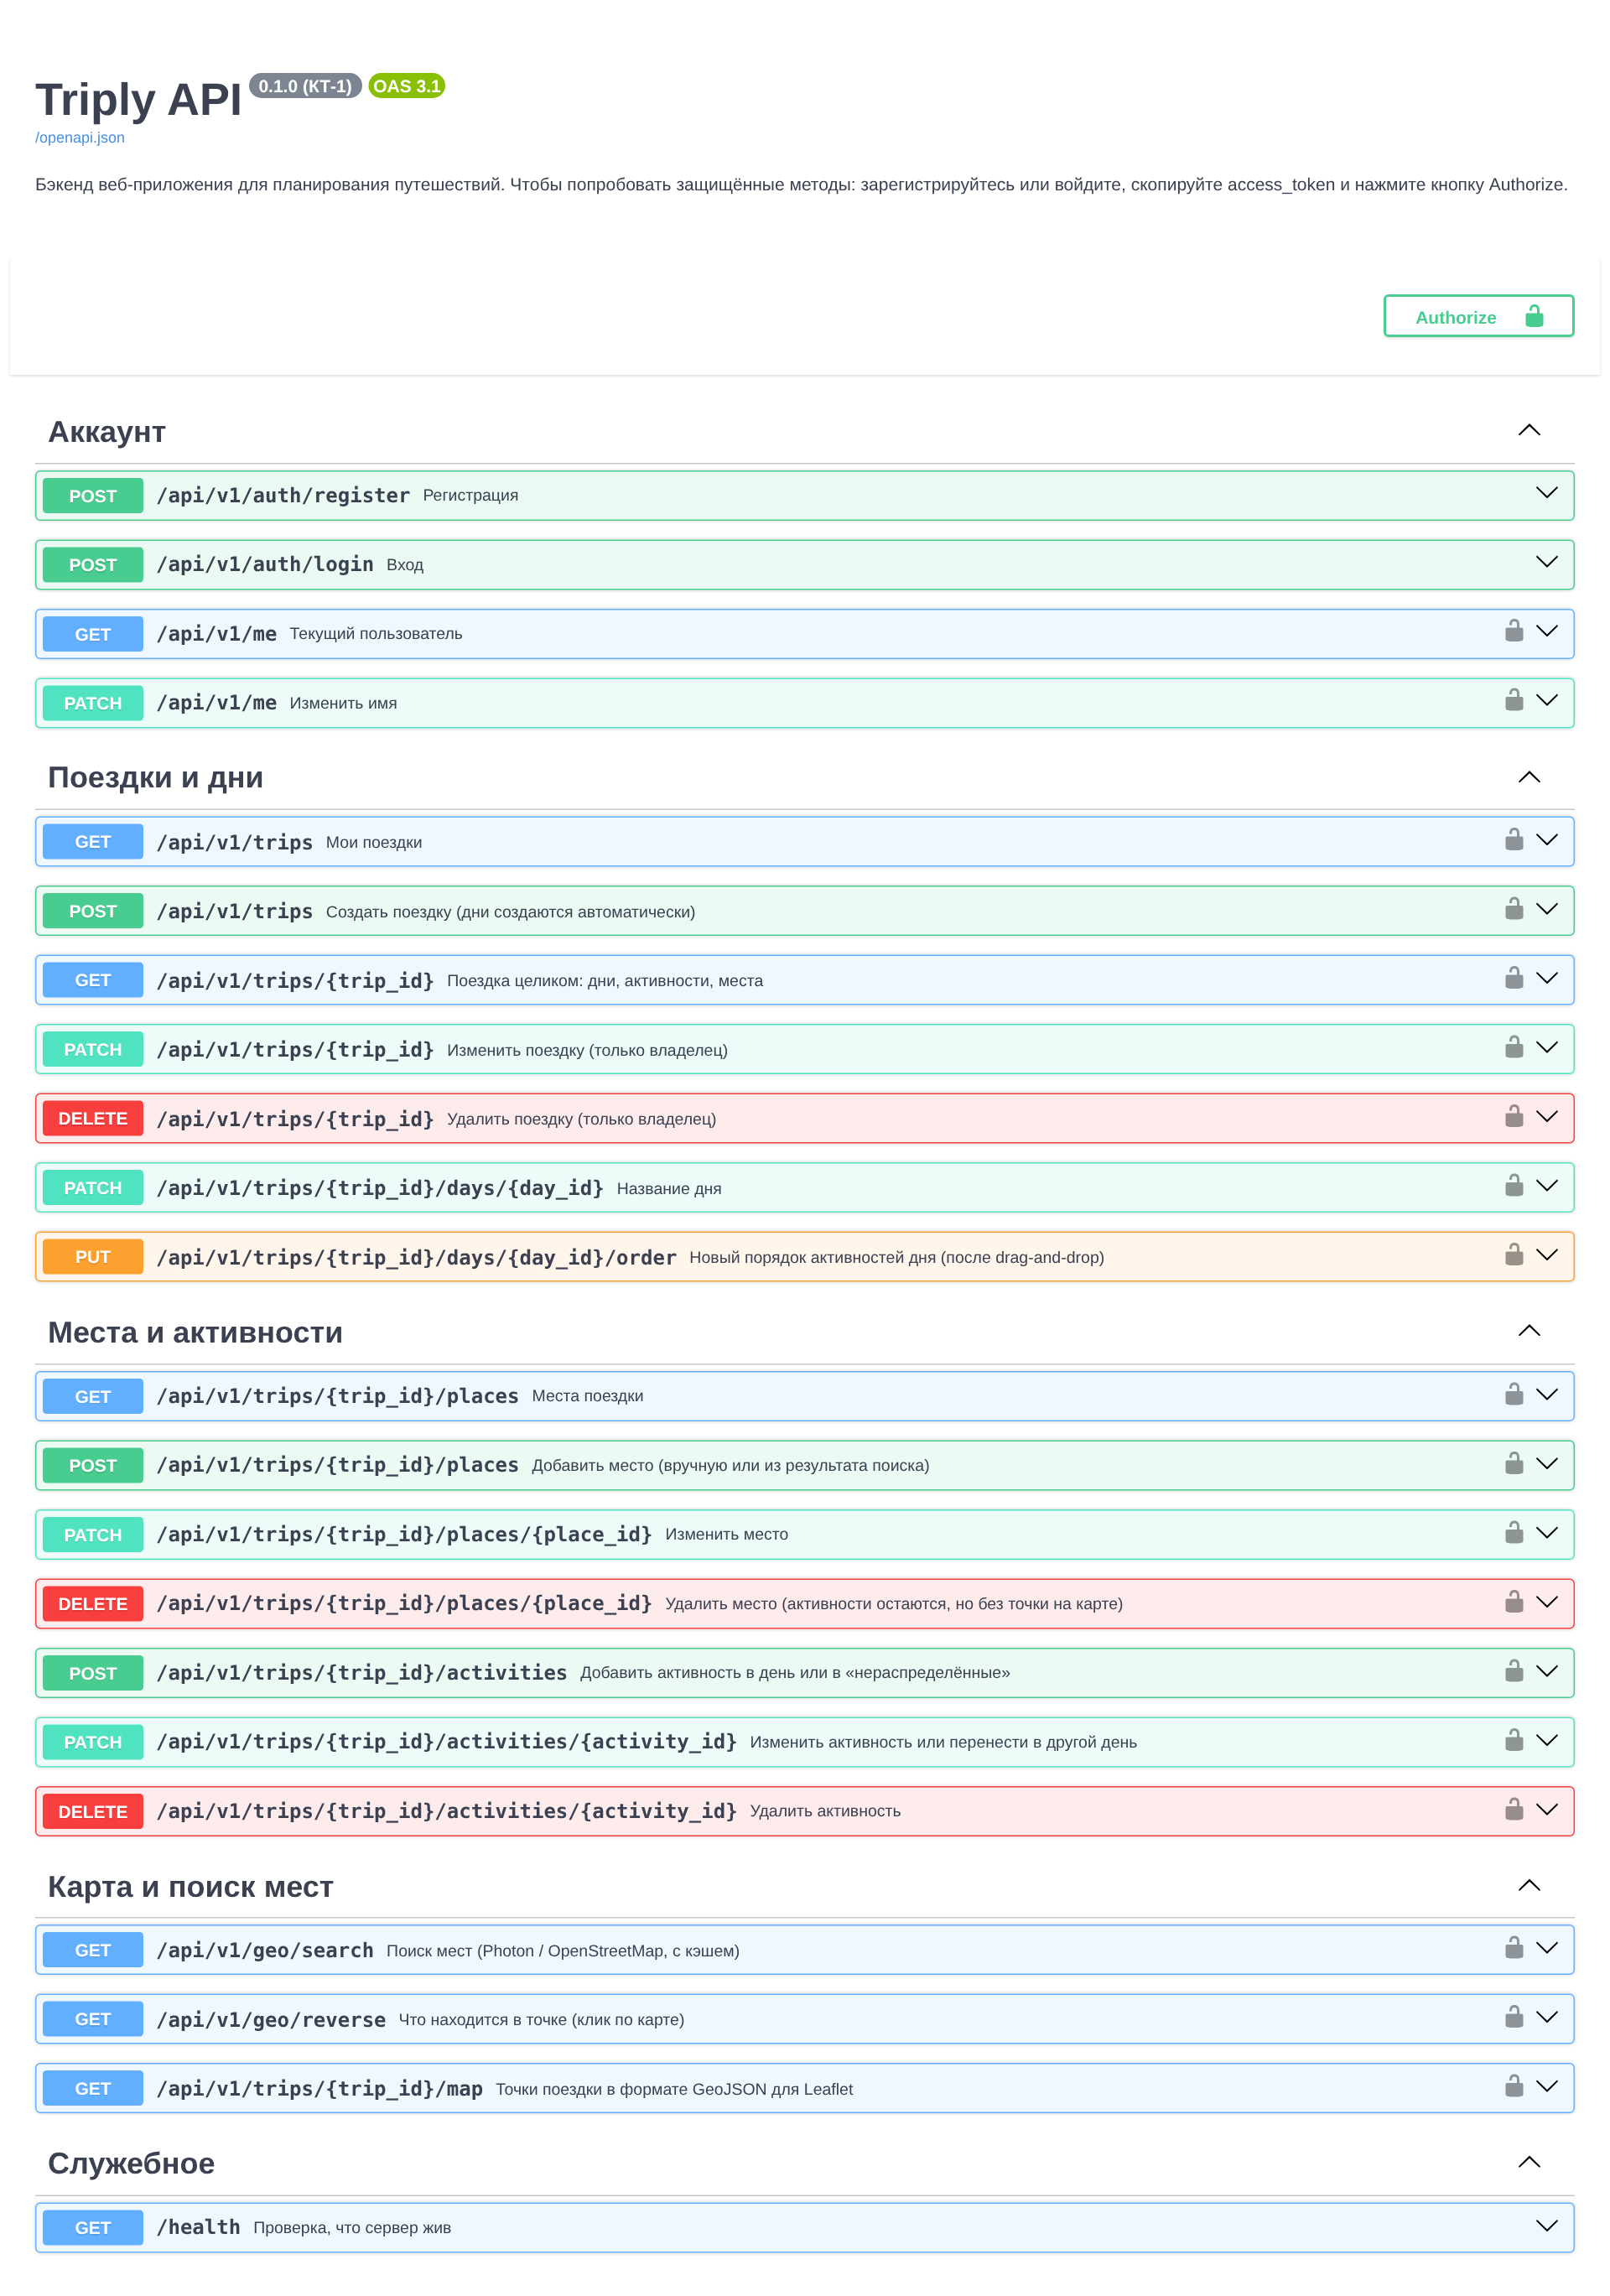 Triply API 0.1.0 (КТ-1) OAS 3.1
/openapi.json
Бэкенд веб-приложения для планирования путешествий. Чтобы попробовать защищённые методы: зарегистрируйтесь или войдите, скопируйте access_token и нажмите кнопку Authorize.
Authorize
Аккаунт
POST /api/v1/auth/register Регистрация
POST /api/v1/auth/login Вход
GET /api/v1/me Текущий пользователь
PATCH /api/v1/me Изменить имя
Поездки и дни
GET /api/v1/trips Мои поездки
POST /api/v1/trips Создать поездку (дни создаются автоматически)
GET /api/v1/trips/{trip_id} Поездка целиком: дни, активности, места
PATCH /api/v1/trips/{trip_id} Изменить поездку (только владелец)
DELETE /api/v1/trips/{trip_id} Удалить поездку (только владелец)
PATCH /api/v1/trips/{trip_id}/days/{day_id} Название дня
PUT /api/v1/trips/{trip_id}/days/{day_id}/order Новый порядок активностей дня (после drag-and-drop)
Места и активности
GET /api/v1/trips/{trip_id}/places Места поездки
POST /api/v1/trips/{trip_id}/places Добавить место (вручную или из результата поиска)
PATCH /api/v1/trips/{trip_id}/places/{place_id} Изменить место
DELETE /api/v1/trips/{trip_id}/places/{place_id} Удалить место (активности остаются, но без точки на карте)
POST /api/v1/trips/{trip_id}/activities Добавить активность в день или в «нераспределённые»
PATCH /api/v1/trips/{trip_id}/activities/{activity_id} Изменить активность или перенести в другой день
DELETE /api/v1/trips/{trip_id}/activities/{activity_id} Удалить активность
Карта и поиск мест
GET /api/v1/geo/search Поиск мест (Photon / OpenStreetMap, с кэшем)
GET /api/v1/geo/reverse Что находится в точке (клик по карте)
GET /api/v1/trips/{trip_id}/map Точки поездки в формате GeoJSON для Leaflet
Служебное
GET /health Проверка, что сервер жив